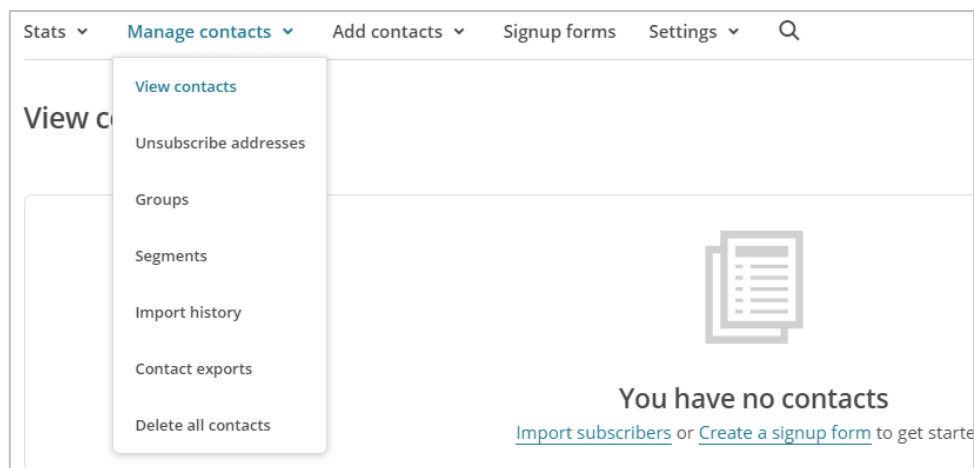 Stats Manage contacts Add contacts Signup forms Settings
View contacts
View c
Unsubscribe addresses
Groups
Segments
Import history
Contact exports
Delete all contacts
You have no contacts
Import subscribers or Create a signup form to get starte